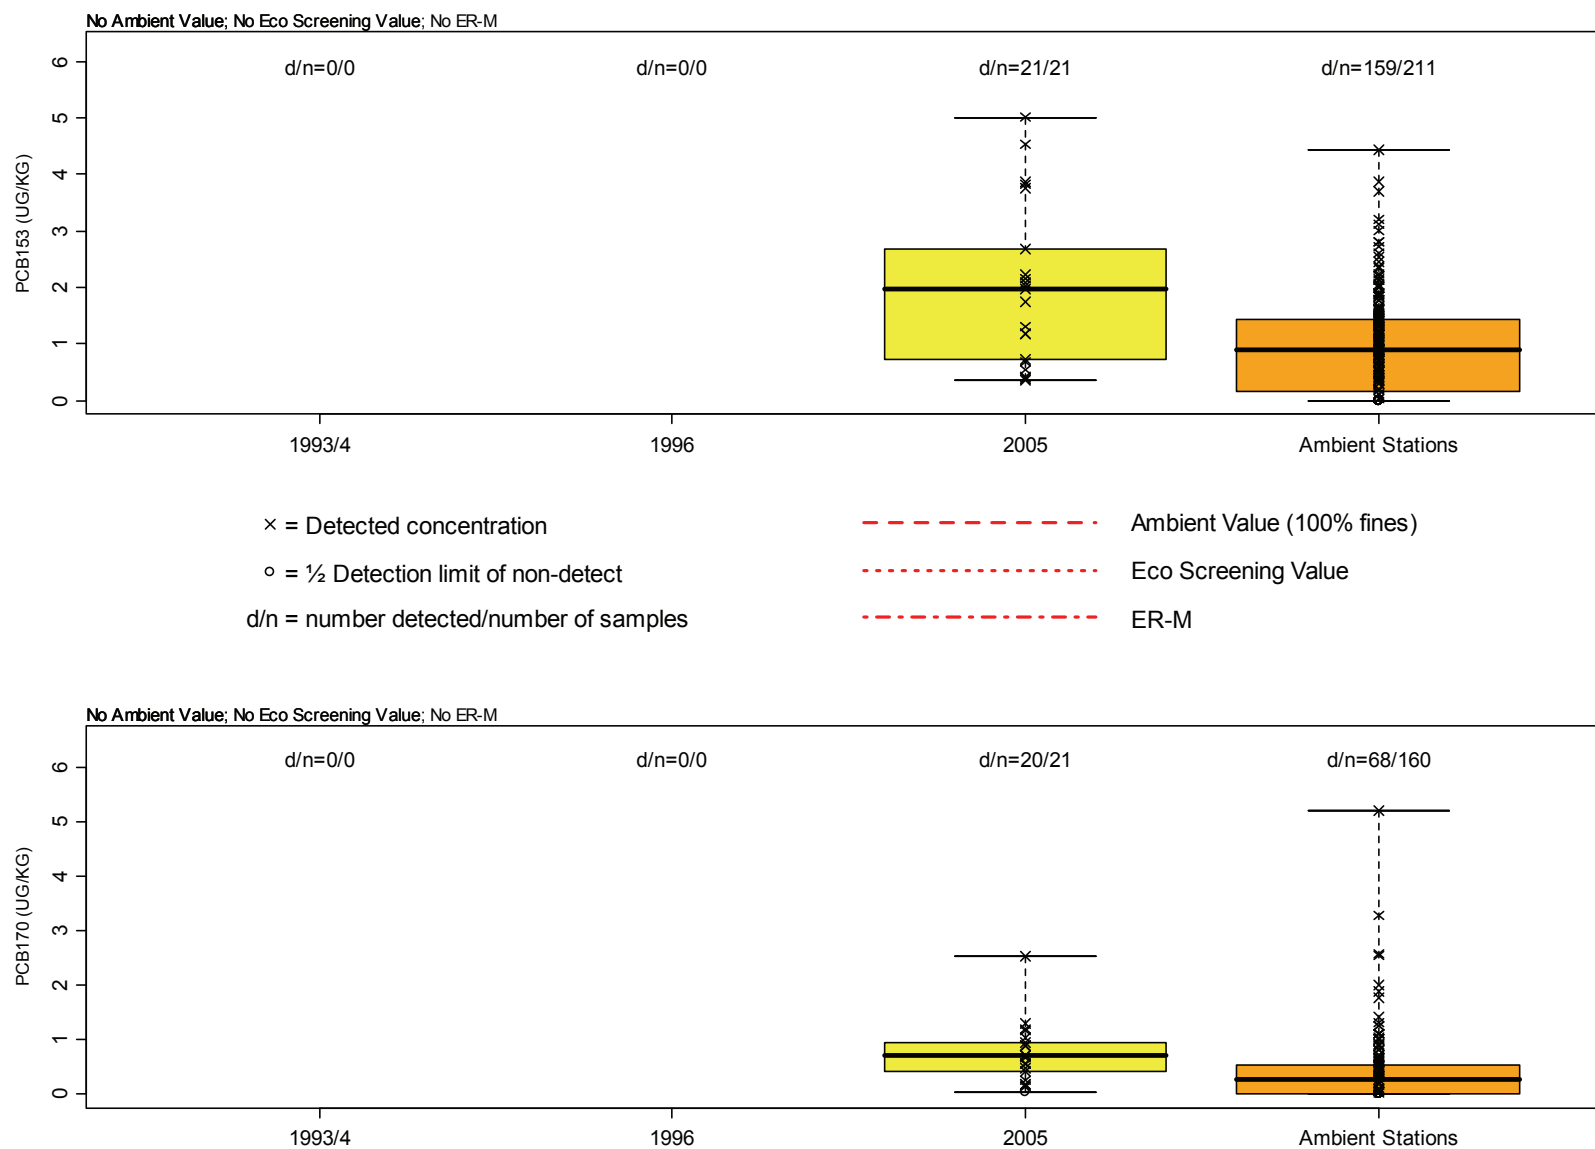 No Ambient Value; No Eco Screening Value; No ER-M
d/n=0/0 d/n=0/0 d/n=21/21 d/n=159/211
6
5
4
3
2
1
0
PCB153 (UG/KG)
1993/4 1996 2005 Ambient Stations
× = Detected concentration
Ambient Value (100% fines)
o = ½ Detection limit of non-detect
Eco Screening Value
d/n = number detected/number of samples
ER-M
No Ambient Value; No Eco Screening Value; No ER-M
d/n=0/0 d/n=0/0 d/n=20/21 d/n=68/160
6
5
4
3
2
1
0
PCB170 (UG/KG)
1993/4 1996 2005 Ambient Stations